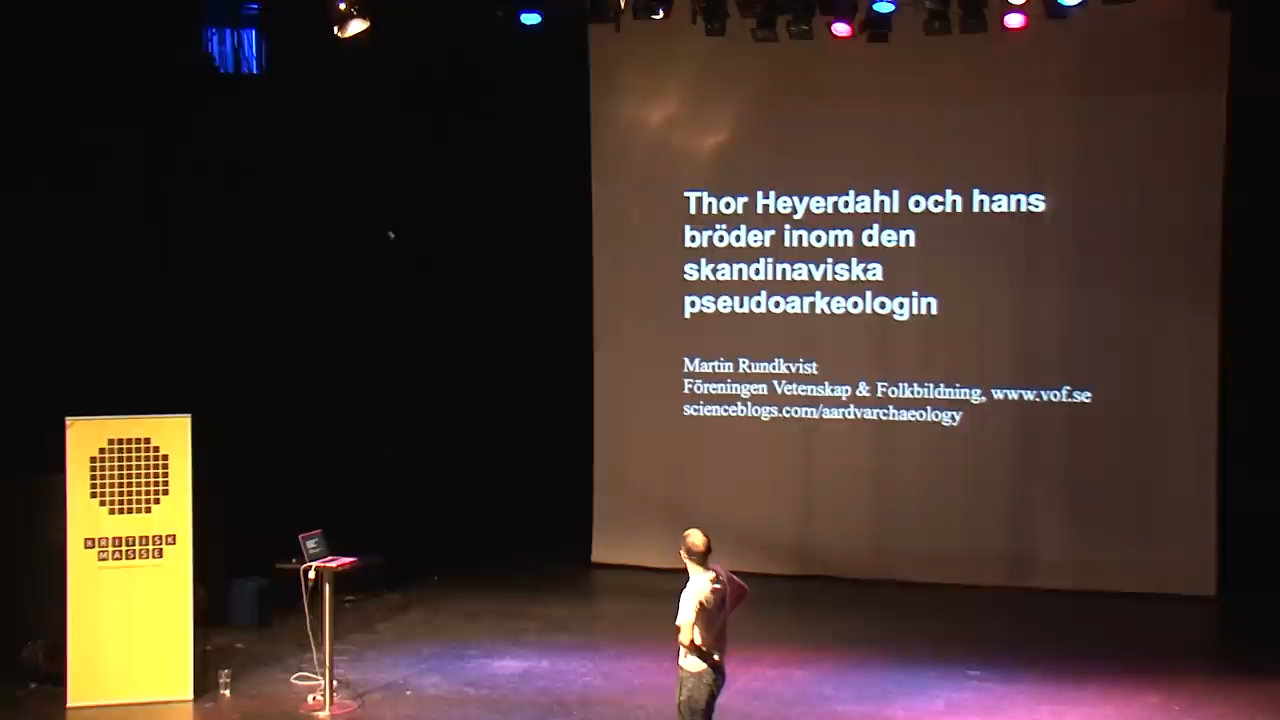 Thor Heyerdahl och hans
bröder inom den
skandinaviska
pseudoarkeologin
Martin Rundkvist
Föreningen Vetenskap & Folkbildning, www.vof.se
scienceblogs.com/aardvarchaeology
KRITISK
MASSE